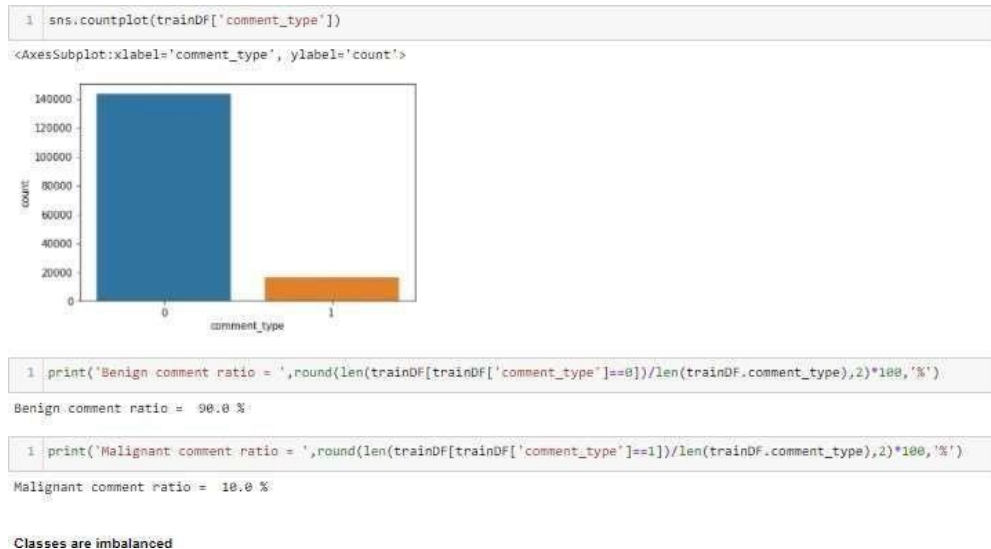 1 sns.countplot(trainDF['comment_type'])
<AxesSubplot:xlabel='comment_type', ylabel='count'>
140000
120000
100000
80000
60000
40000
20000
0
count
0 1
comment_type
1 print('Benign comment ratio = ',round(len(trainDF[trainDF['comment_type']==0])/len(trainDF.comment_type),2)*100,'%')
Benign comment ratio = 90.0 %
1 print('Malignant comment ratio = ',round(len(trainDF[trainDF['comment_type']==1])/len(trainDF.comment_type),2)*100,'%')
Malignant comment ratio = 10.0 %
Classes are imbalanced